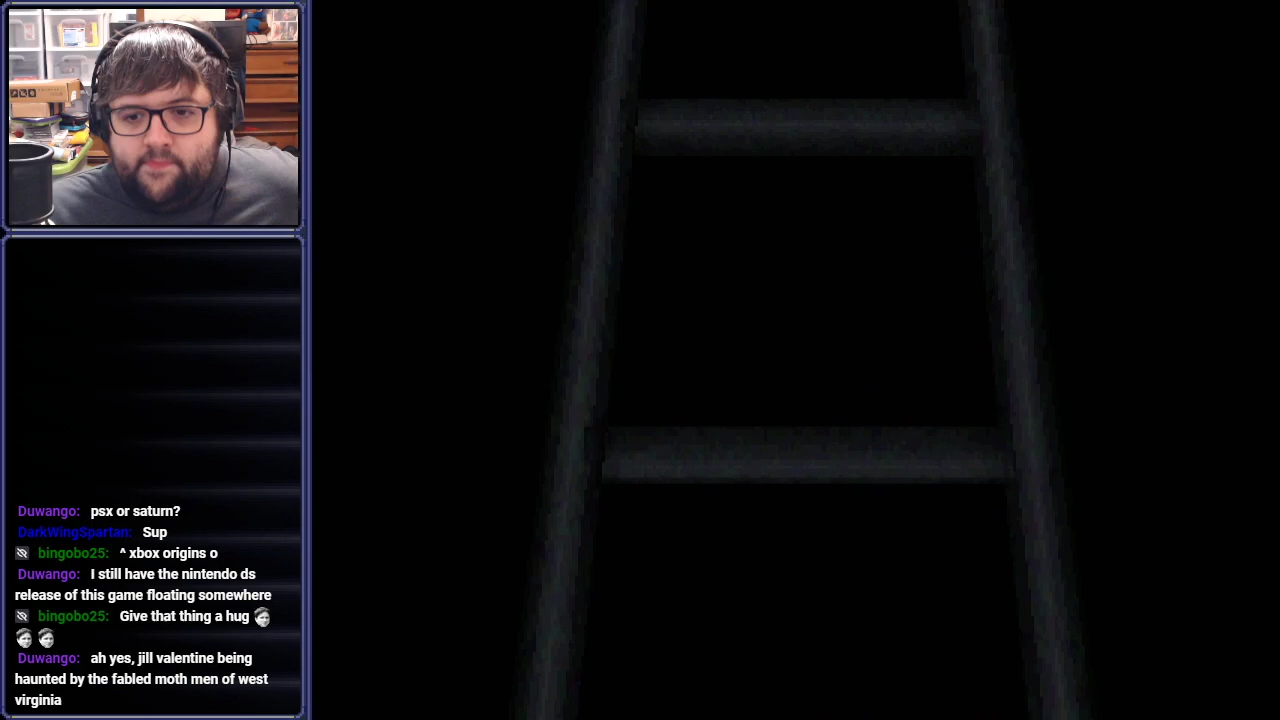 Duwango: psx or saturn?
DarkWingSpartan: Sup
bingobo25: ^ xbox origins o
Duwango: I still have the nintendo ds
release of this game floating somewhere
bingobo25: Give that thing a hug
Duwango: ah yes, jill valentine being
haunted by the fabled moth men of west
virginia